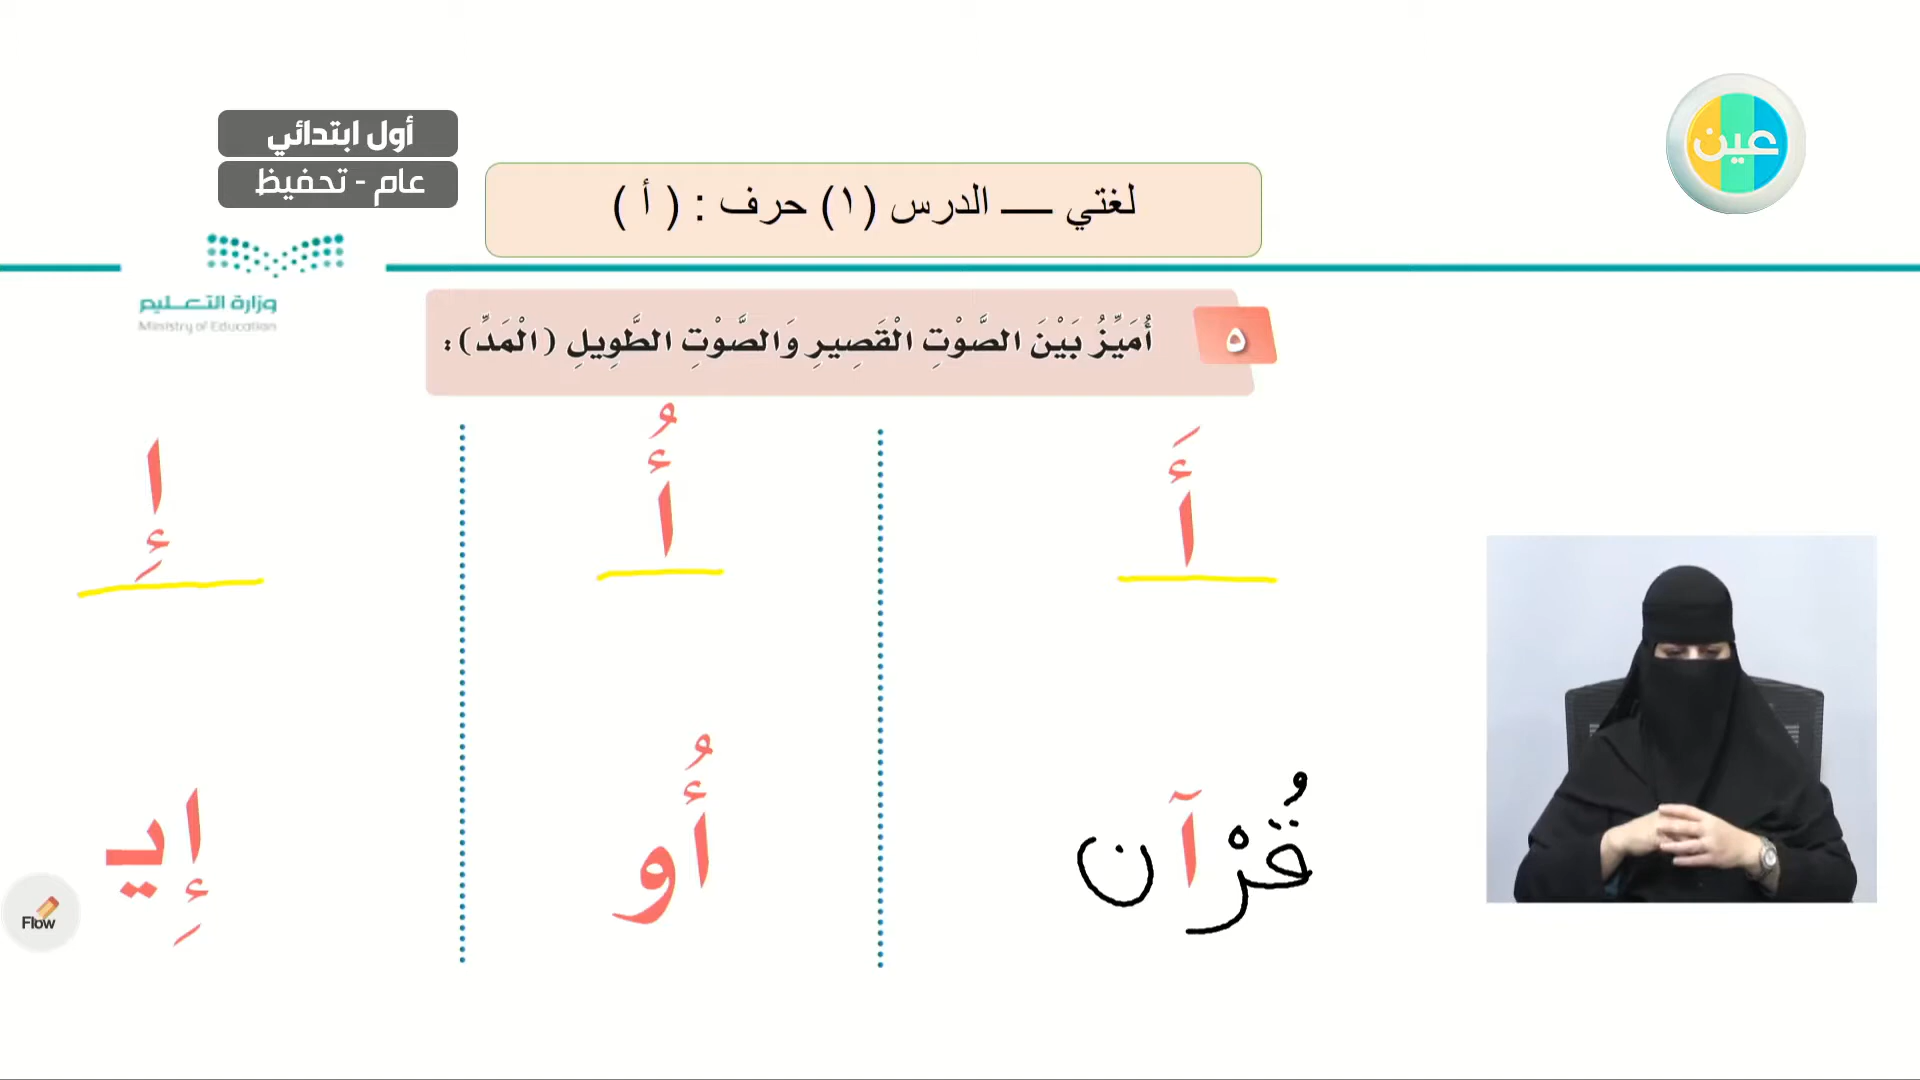 أول ابتدائي
عام - تحفيظ
عين
لغتي — الدرس (١) حرف : ( أ )
وزارة التعليم
Ministry of Education
٥ أُمَيِّزُ بَيْنَ الصَّوْتِ الْقَصِيرِ وَالصَّوْتِ الطَّوِيلِ (الْمَدِّ):
أَ أُ إِ
قُرْآن أُو إِيـ
Flow